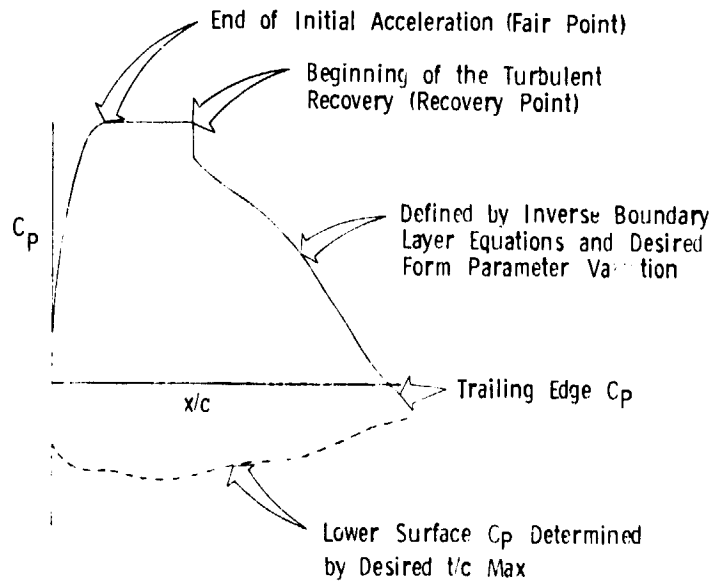 End of Initial Acceleration (Fair Point)
Beginning of the Turbulent
Recovery (Recovery Point)
Cp
Defined by Inverse Boundary
Layer Equations and Desired
Form Parameter
x/c
Trailing Edge Cp
Lower Surface Cp Determined
by Desired t/c Max